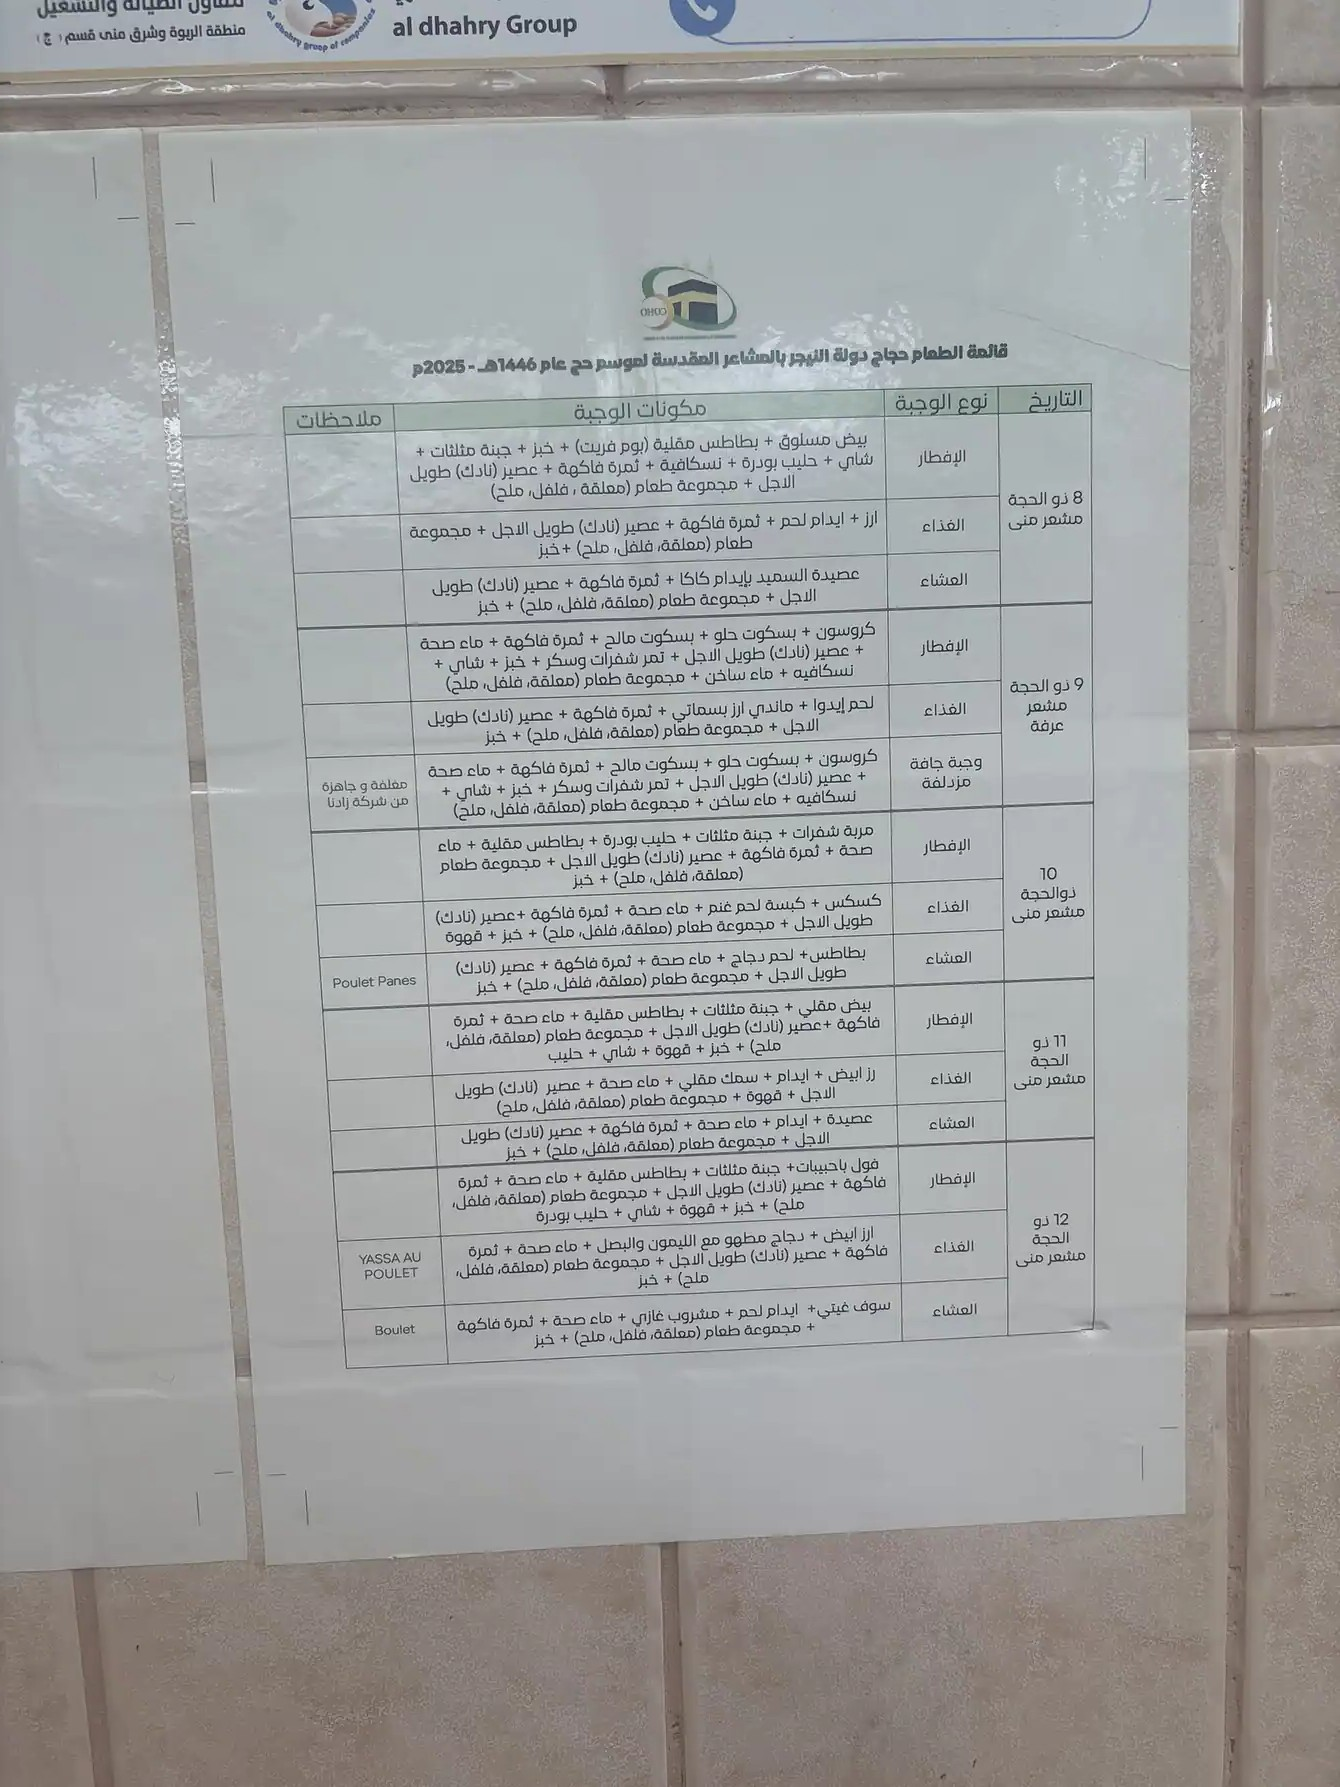 منطقة الربوة وشرق منى قسم (ج)
al dhahry group of companies
al dhahry Group
COHO
قائمة الطعام حجاج دولة النيجر بالمشاعر المقدسة لموسم حج عام 1446هـ - 2025م
التاريخ نوع الوجبة مكونات الوجبة ملاحظات
8 ذو الحجة
مشعر منى
الإفطار
بيض مسلوق + بطاطس مقلية (بوم فريت) + خبز + جبنة مثلثات +
شاي + حليب بودرة + نسكافية + ثمرة فاكهة + عصير (نادك) طويل
الاجل + مجموعة طعام (معلقة ، فلفل، ملح)
الغذاء
ارز + ايدام لحم + ثمرة فاكهة + عصير (نادك) طويل الاجل + مجموعة
طعام (معلقة، فلفل، ملح) +خبز
العشاء
عصيدة السميد بإيدام كاكا + ثمرة فاكهة + عصير (نادك) طويل
الاجل + مجموعة طعام (معلقة، فلفل، ملح) + خبز
9 ذو الحجة
مشعر
عرفة
الإفطار
كروسون + بسكوت حلو + بسكوت مالح + ثمرة فاكهة + ماء صحة
+ عصير (نادك) طويل الاجل + تمر شفرات وسكر + خبز + شاي +
نسكافيه + ماء ساخن + مجموعة طعام (معلقة، فلفل، ملح)
الغذاء
لحم إيدوا + ماندي ارز بسماتي + ثمرة فاكهة + عصير (نادك) طويل
الاجل + مجموعة طعام (معلقة، فلفل، ملح) + خبز
وجبة جافة
مزدلفة
كروسون + بسكوت حلو + بسكوت مالح + ثمرة فاكهة + ماء صحة
+ عصير (نادك) طويل الاجل + تمر شفرات وسكر + خبز + شاي +
نسكافيه + ماء ساخن + مجموعة طعام (معلقة، فلفل، ملح)
مغلفة و جاهزة
من شركة زادنا
10
ذوالحجة
مشعر منى
الإفطار
مربة شفرات + جبنة مثلثات + حليب بودرة + بطاطس مقلية + ماء
صحة + ثمرة فاكهة + عصير (نادك) طويل الاجل + مجموعة طعام
(معلقة، فلفل، ملح) + خبز
الغذاء
كسكس + كبسة لحم غنم + ماء صحة + ثمرة فاكهة +عصير (نادك)
طويل الاجل + مجموعة طعام (معلقة، فلفل، ملح) + خبز + قهوة
العشاء
بطاطس+ لحم دجاج + ماء صحة + ثمرة فاكهة + عصير (نادك)
طويل الاجل + مجموعة طعام (معلقة، فلفل، ملح) + خبز
Poulet Panes
11 ذو
الحجة
مشعر منى
الإفطار
بيض مقلي + جبنة مثلثات + بطاطس مقلية + ماء صحة + ثمرة
فاكهة +عصير (نادك) طويل الاجل + مجموعة طعام (معلقة، فلفل،
ملح) + خبز + قهوة + شاي + حليب
الغذاء
رز ابيض + ايدام + سمك مقلي + ماء صحة + عصير (نادك) طويل
الاجل + قهوة + مجموعة طعام (معلقة، فلفل، ملح)
العشاء
عصيدة + ايدام + ماء صحة + ثمرة فاكهة + عصير (نادك) طويل
الاجل + مجموعة طعام (معلقة، فلفل، ملح) + خبز
12 ذو
الحجة
مشعر منى
الإفطار
فول باحبيبات+ جبنة مثلثات + بطاطس مقلية + ماء صحة + ثمرة
فاكهة + عصير (نادك) طويل الاجل + مجموعة طعام (معلقة، فلفل،
ملح) + خبز + قهوة + شاي + حليب بودرة
الغذاء
ارز ابيض + دجاج مطهو مع الليمون والبصل + ماء صحة + ثمرة
فاكهة + عصير (نادك) طويل الاجل + مجموعة طعام (معلقة، فلفل،
ملح) + خبز
YASSA AU
POULET
العشاء
سوف غيتي+ ايدام لحم + مشروب غازي + ماء صحة + ثمرة فاكهة
+ مجموعة طعام (معلقة، فلفل، ملح) + خبز
Boulet